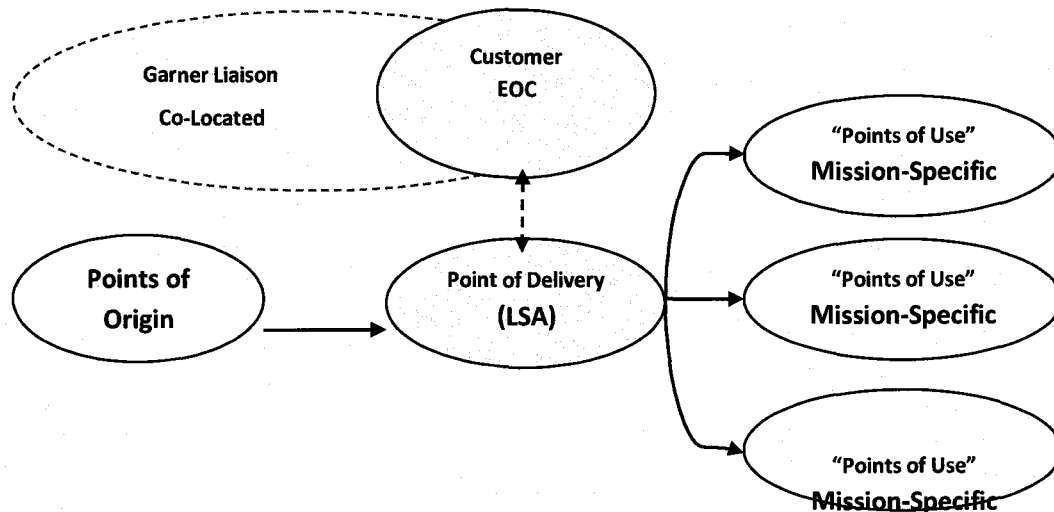 Garner Liaison
Co-Located
Customer
EOC
Points of
Origin
Point of Delivery
(LSA)
“Points of Use”
Mission-Specific
“Points of Use”
Mission-Specific
“Points of Use”
Mission-Specific